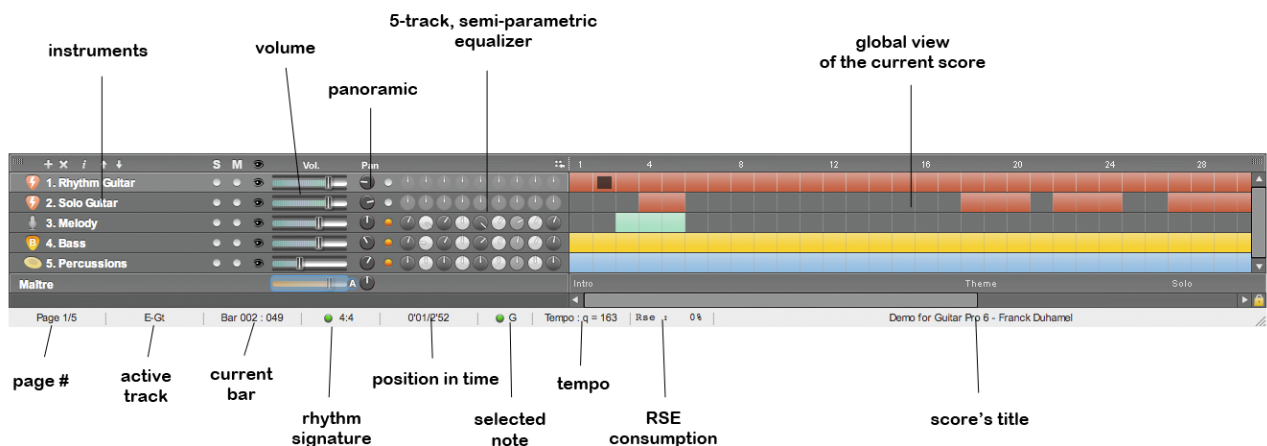 5-track, semi-parametric
equalizer
instruments
volume
global view
of the current score
panoramic
S M Vol. Pan 1 4 8 12 16 20 24 28
1. Rhythm Guitar
2. Solo Guitar
3. Melody
B 4. Bass
5. Percussions
Maître A Intro Theme Solo
Page 1/5 E-Gt Bar 002 : 049 4:4 0'01/2'52 G Tempo : q = 163 Rse : 0% Demo for Guitar Pro 6 - Franck Duhamel
page #
active
track
current
bar
position in time
tempo
rhythm
signature
selected
note
RSE
consumption
score's title